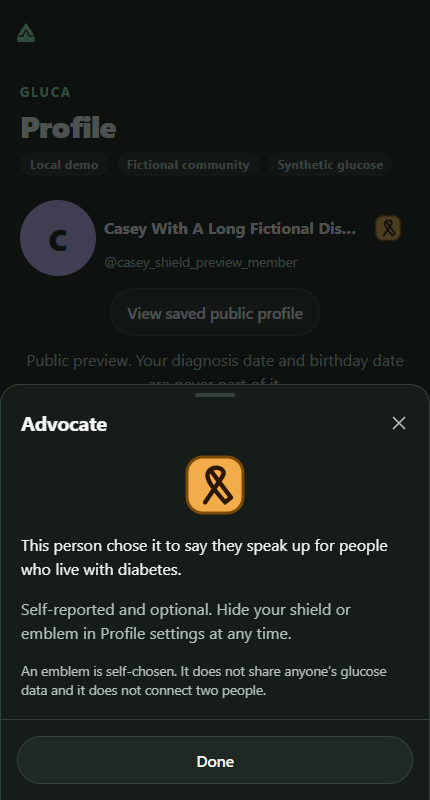 GLUCA
Profile
Local demo
Fictional community
Synthetic glucose
C
Casey With A Long Fictional Dis...
@casey_shield_preview_member
View saved public profile
Public preview. Your diagnosis date and birthday date
are never part of it.
Advocate
This person chose it to say they speak up for people
who live with diabetes.
Self-reported and optional. Hide your shield or
emblem in Profile settings at any time.
An emblem is self-chosen. It does not share anyone's glucose
data and it does not connect two people.
Done